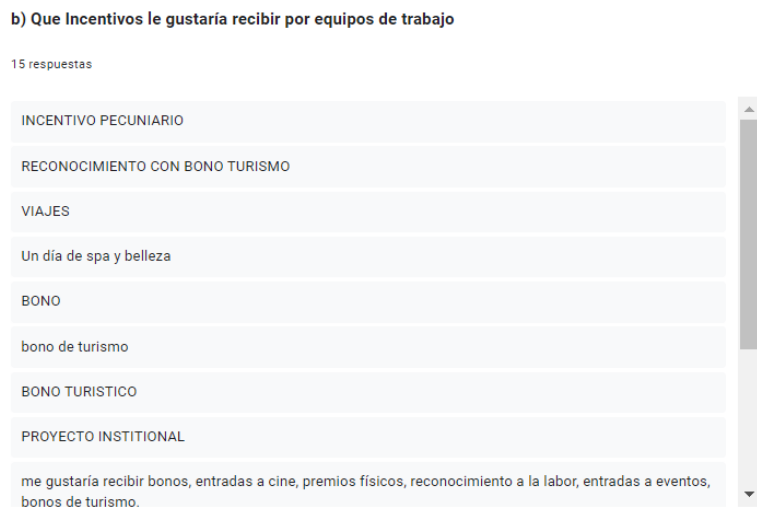 b) Que Incentivos le gustaría recibir por equipos de trabajo
15 respuestas
INCENTIVO PECUNIARIO
RECONOCIMIENTO CON BONO TURISMO
VIAJES
Un día de spa y belleza
BONO
bono de turismo
BONO TURISTICO
PROYECTO INSTITIONAL
me gustaría recibir bonos, entradas a cine, premios físicos, reconocimiento a la labor, entradas a eventos,
bonos de turismo.